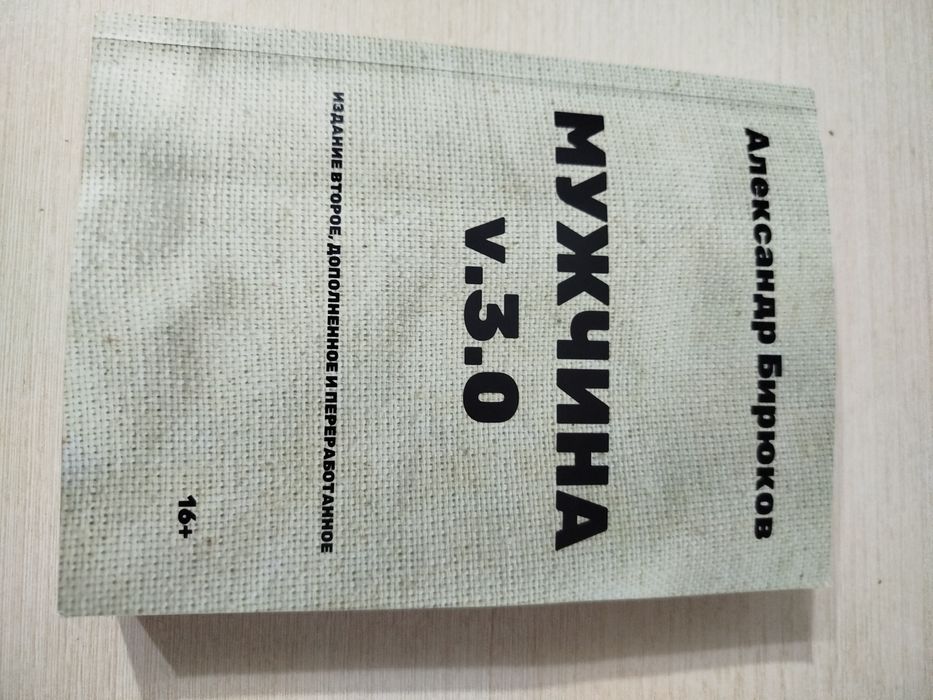 Александр Бирюков
МУЖЧИНА
v.3.0
ИЗДАНИЕ ВТОРОЕ, ДОПОЛНЕННОЕ И ПЕРЕРАБОТАННОЕ
16+